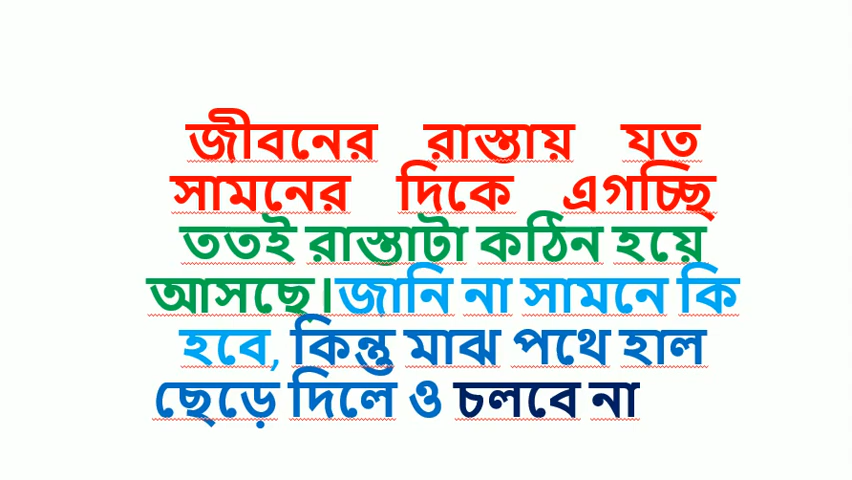 জীবনের রাস্তায় যত
সামনের দিকে এগচ্ছি
ততই রাস্তাটা কঠিন হয়ে
আসছে।জানি না সামনে কি
হবে, কিন্তু মাঝ পথে হাল
ছেড়ে দিলে ও চলবে না